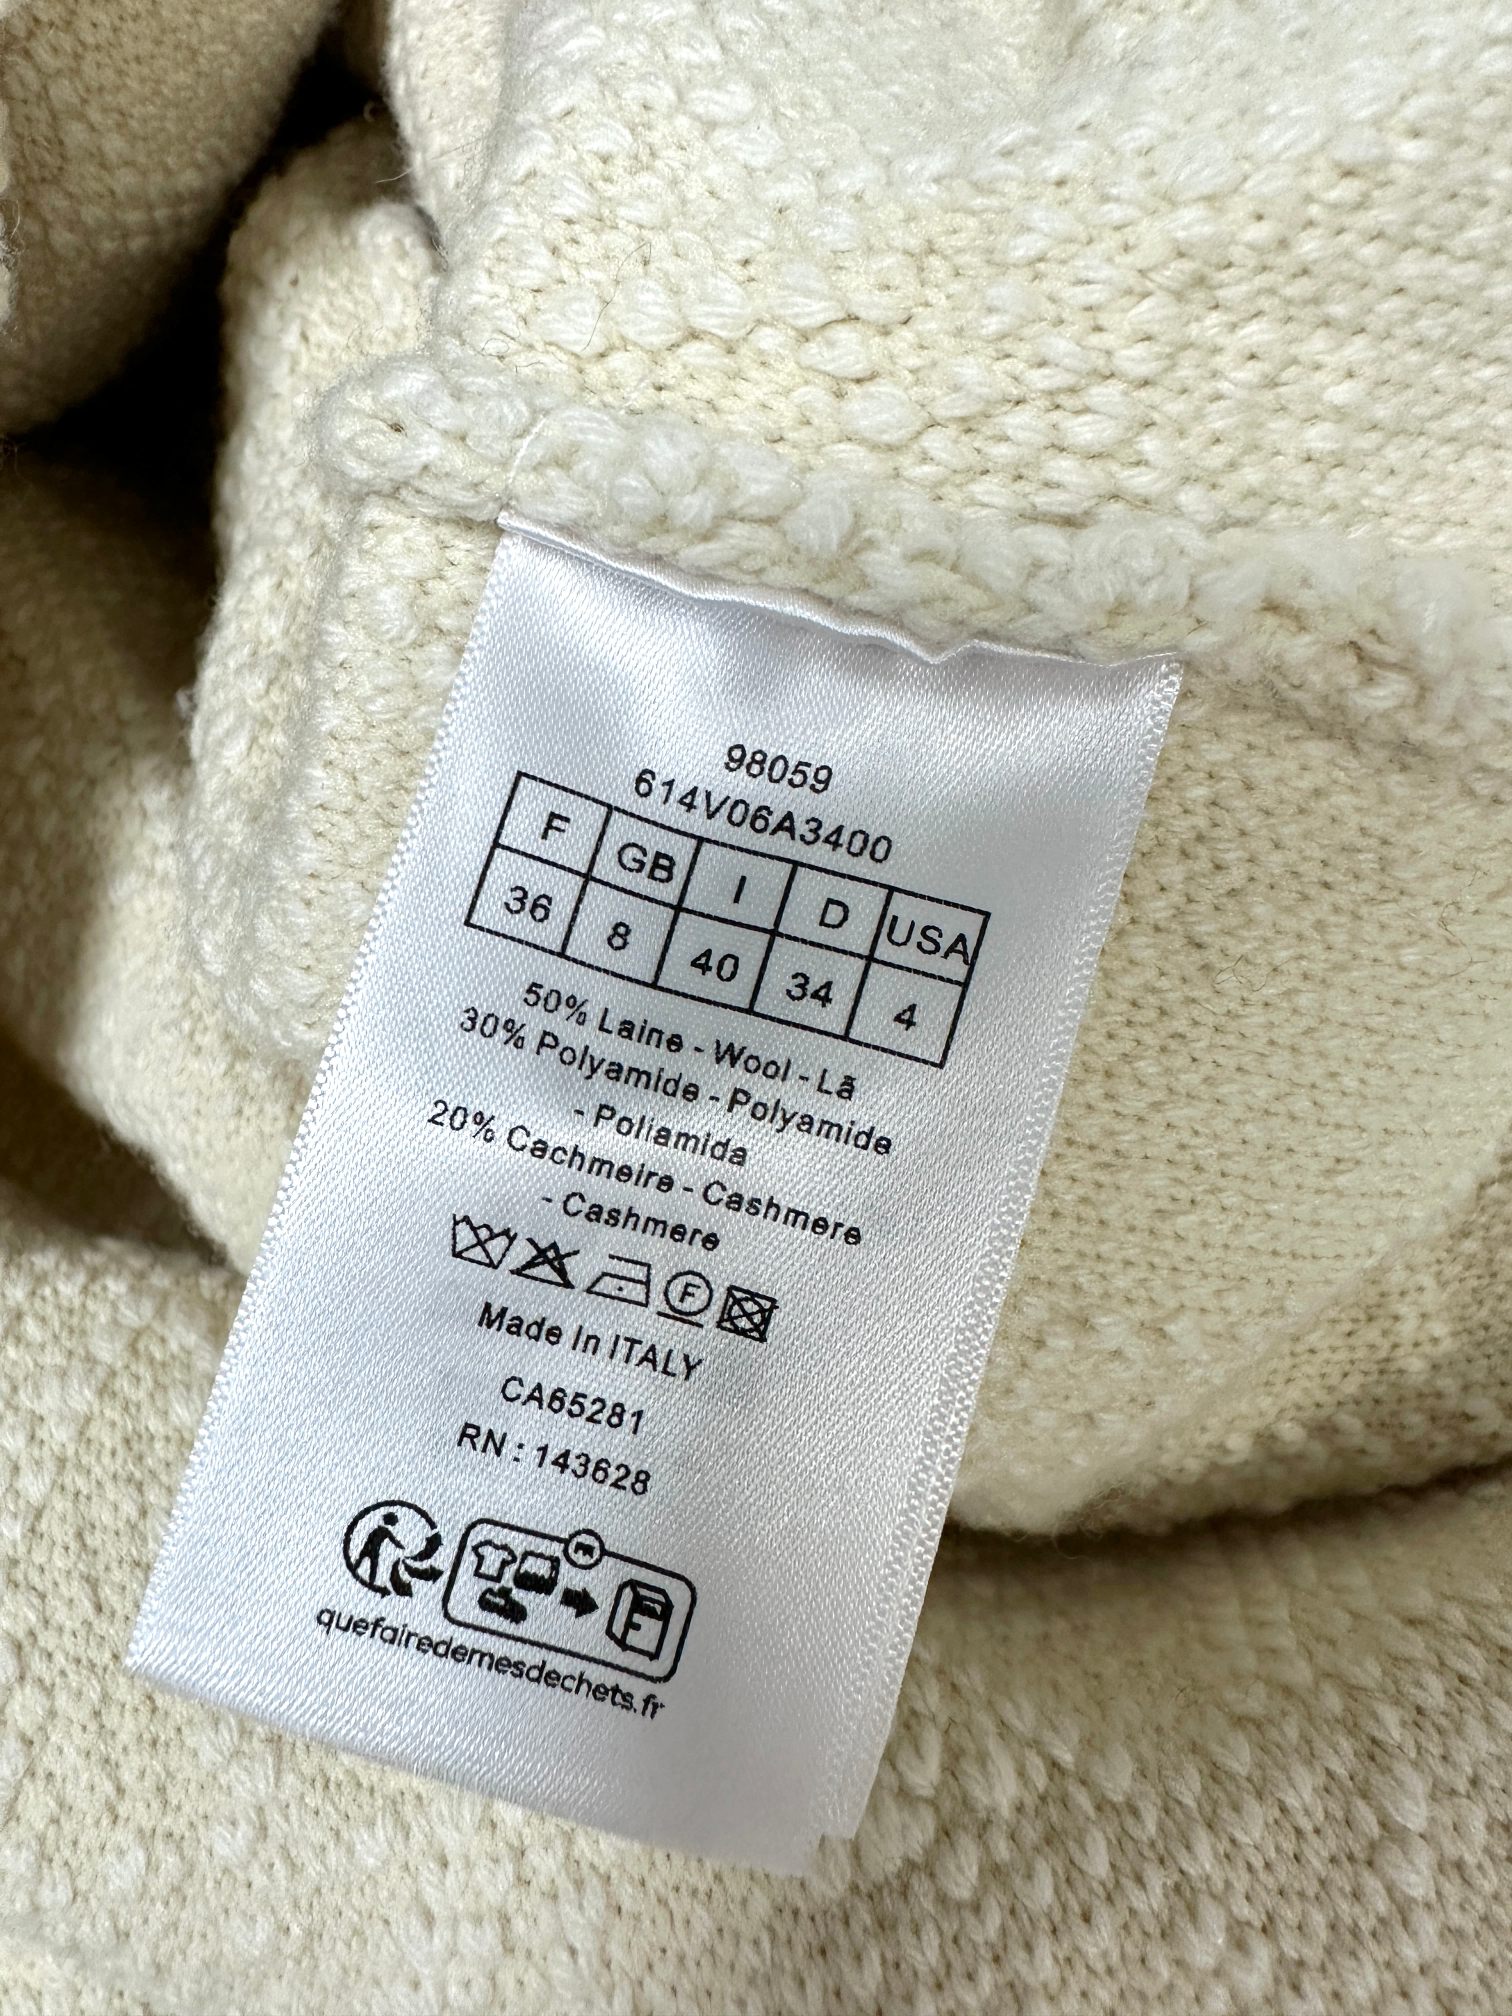 98059
614V06A3400
F GB I D USA
36 8 40 34 4
50% Laine - Wool - Lã
30% Polyamide - Polyamide
- Poliamida
20% Cachmeire - Cashmere
- Cashmere
F
Made In ITALY
CA65281
RN : 143628
FR
F
quefairedemesdechets.fr